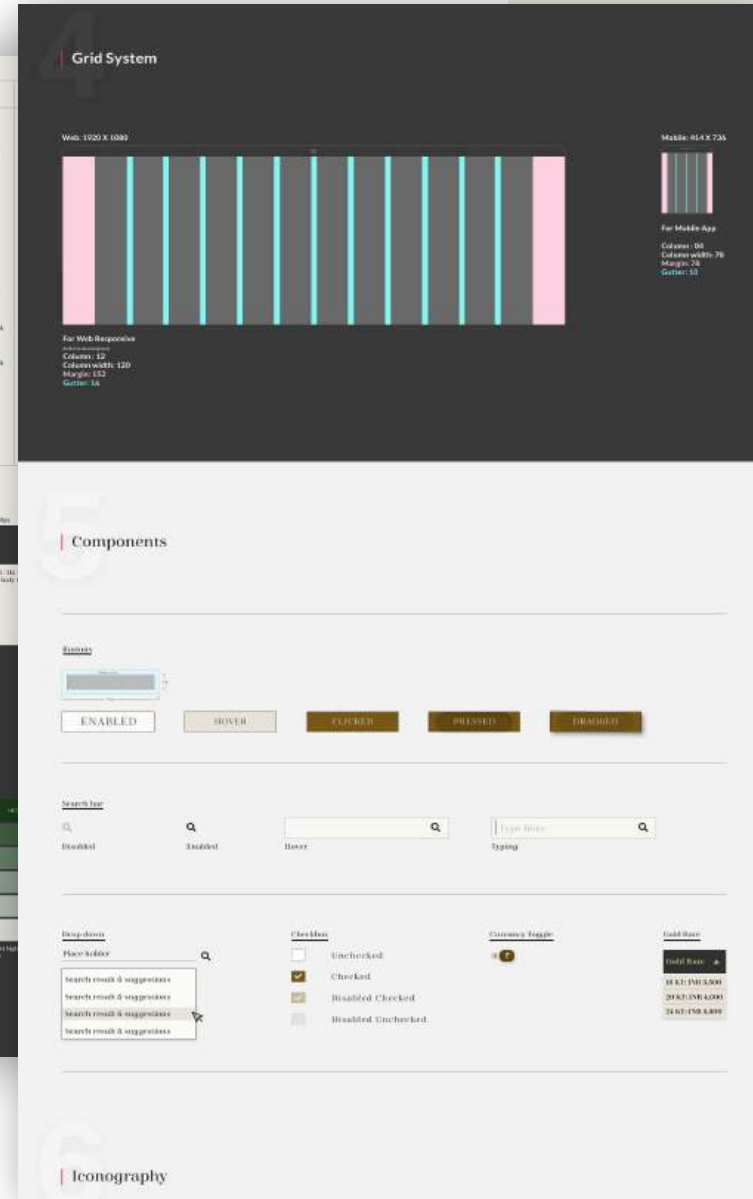 4
Grid System
Web: 1920 X 1080
Mobile: 414 X 736
For Mobile App
Column: 04
Column width: 78
Margin: 78
Gutter: 10
For Web Responsive
Column: 12
Column width: 120
Margin: 152
Gutter: 16
5
Components
Buttons
ENABLED
HOVER
CLICKED
PRESSED
DRAGGED
Search bar
Type here
Disabled
Enabled
Hover
Typing
Drop down
Place holder
Search result & suggestions
Search result & suggestions
Search result & suggestions
Search result & suggestions
Checkbox
Unchecked
Checked
Disabled Checked
Disabled Unchecked
Currency Toggle
Gold Rate
Gold Rate
6
Iconography